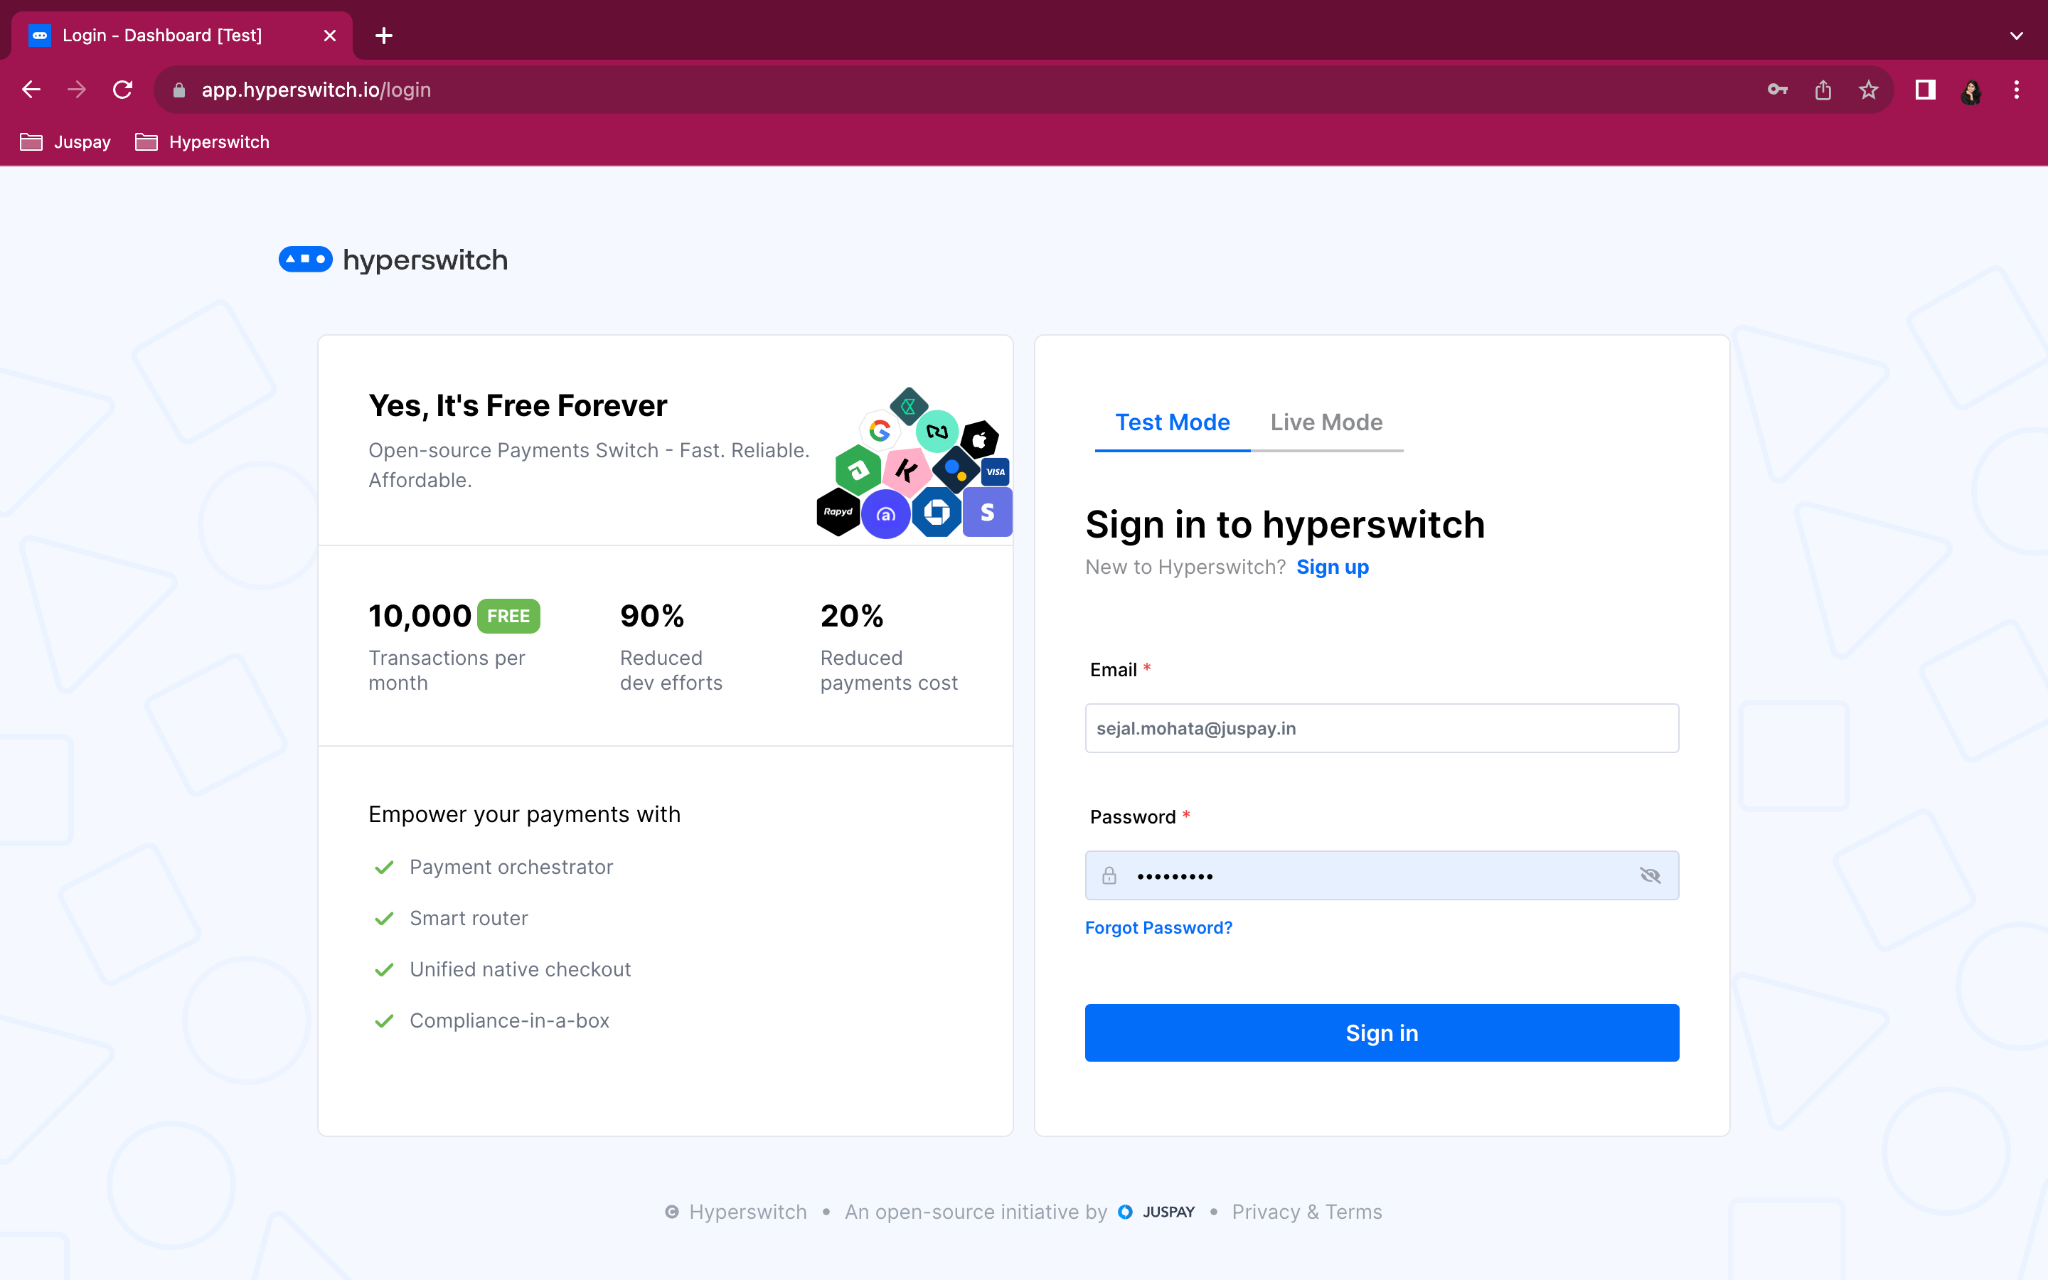 Login - Dashboard [Test]
app.hyperswitch.io/login
Juspay
Hyperswitch
hyperswitch
Yes, It's Free Forever
Open-source Payments Switch - Fast. Reliable.
Affordable.
VISA
Rapyd
a
S
10,000 FREE
Transactions per
month
90%
Reduced
dev efforts
20%
Reduced
payments cost
Empower your payments with
Payment orchestrator
Smart router
Unified native checkout
Compliance-in-a-box
Test Mode
Live Mode
Sign in to hyperswitch
New to Hyperswitch? Sign up
Email *
sejal.mohata@juspay.in
Password *
•••••••••
Forgot Password?
Sign in
© Hyperswitch • An open-source initiative by JUSPAY • Privacy & Terms